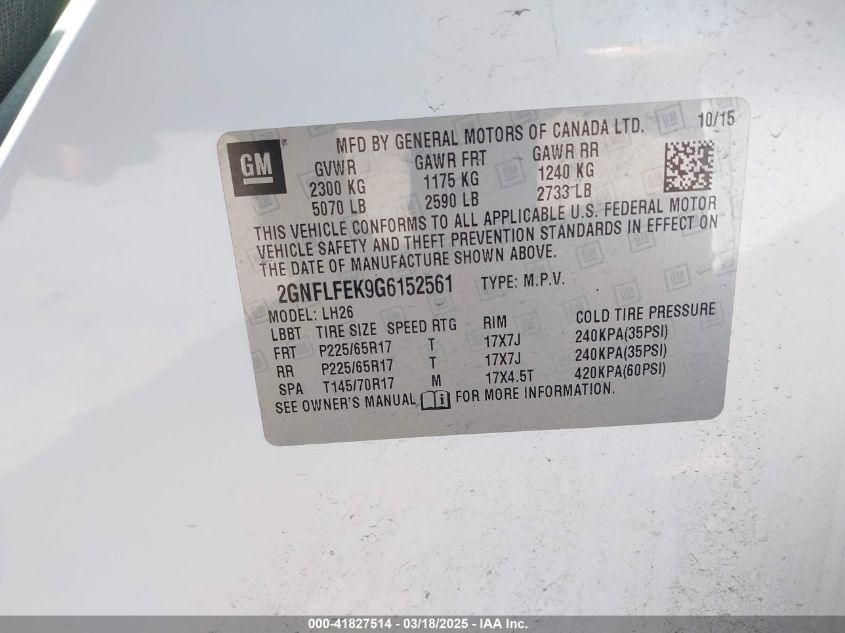 GM
MFD BY GENERAL MOTORS OF CANADA LTD. 10/15
GVWR GAWR FRT GAWR RR
2300 KG 1175 KG 1240 KG
5070 LB 2590 LB 2733 LB
THIS VEHICLE CONFORMS TO ALL APPLICABLE U.S. FEDERAL MOTOR
VEHICLE SAFETY AND THEFT PREVENTION STANDARDS IN EFFECT ON
THE DATE OF MANUFACTURE SHOWN ABOVE.
2GNFLFEK9G6152561 TYPE: M.P.V.
MODEL: LH26
LBBT TIRE SIZE SPEED RTG RIM COLD TIRE PRESSURE
FRT P225/65R17 T 17X7J 240KPA(35PSI)
RR P225/65R17 T 17X7J 240KPA(35PSI)
SPA T145/70R17 M 17X4.5T 420KPA(60PSI)
SEE OWNER'S MANUAL FOR MORE INFORMATION.
000-41827514 - 03/18/2025 - IAA Inc.